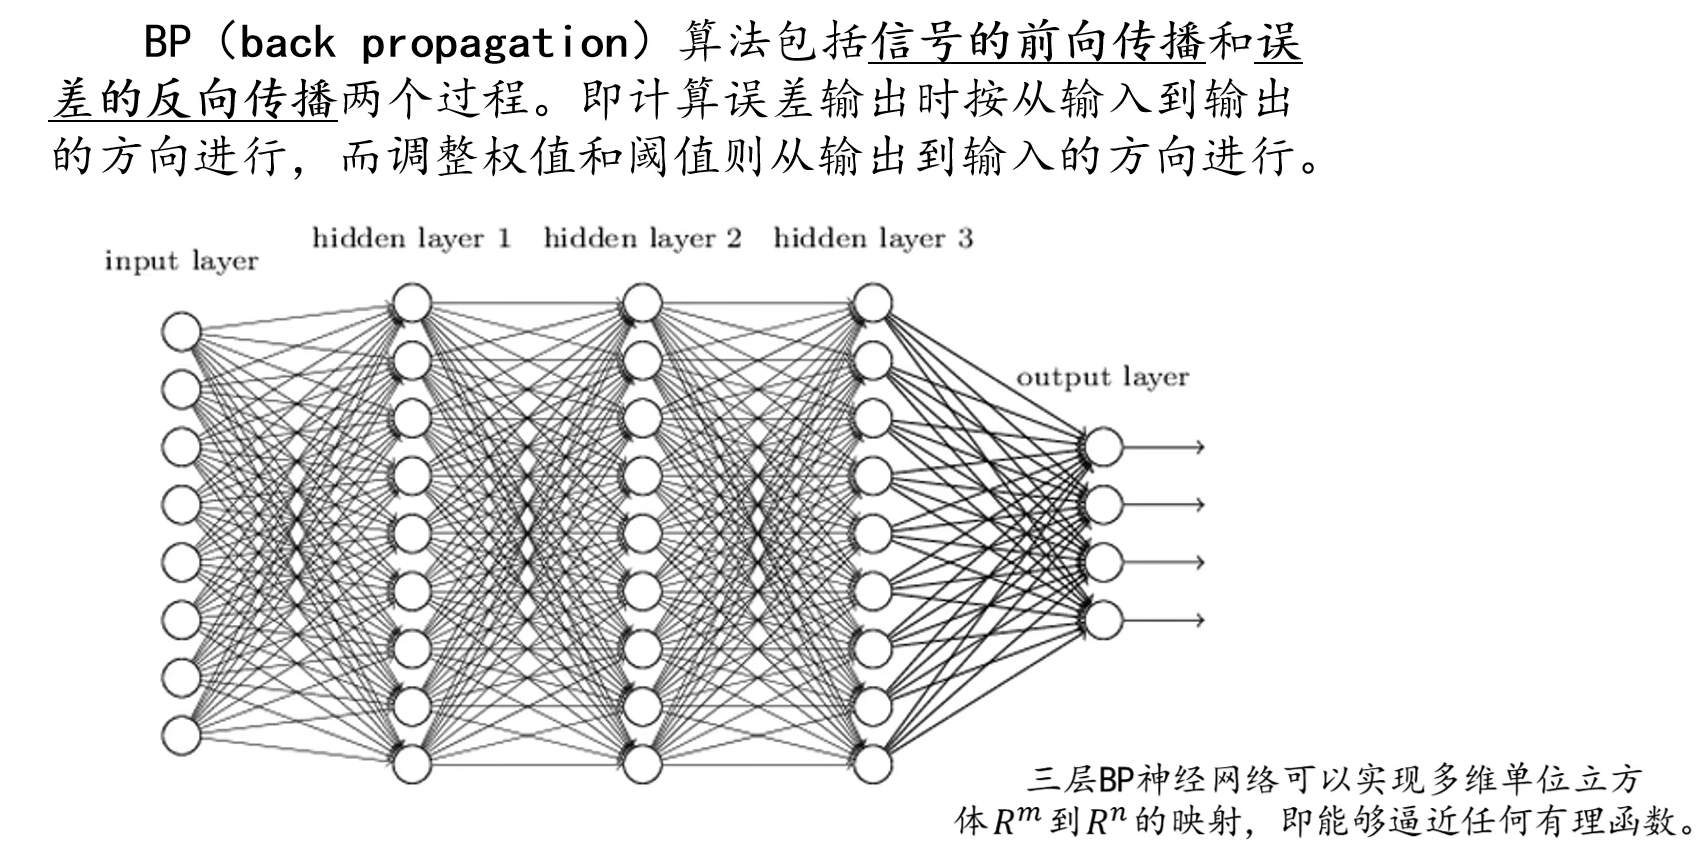 BP（back propagation）算法包括信号的前向传播和误
差的反向传播两个过程。即计算误差输出时按从输入到输出
的方向进行，而调整权值和阈值则从输出到输入的方向进行。
hidden layer 1 hidden layer 2 hidden layer 3
input layer
output layer
三层BP神经网络可以实现多维单位立方
体R^m到R^n的映射，即能够逼近任何有理函数。